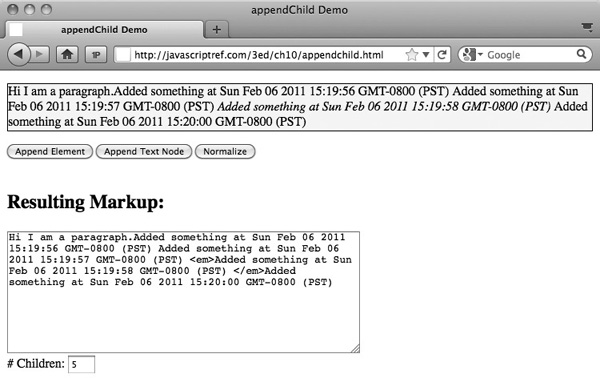 appendChild Demo
appendChild Demo
+
1P
http://javascriptref.com/3ed/ch10/appendchild.html
Google
Hi I am a paragraph.Added something at Sun Feb 06 2011 15:19:56 GMT-0800 (PST) Added something at Sun
Feb 06 2011 15:19:57 GMT-0800 (PST) Added something at Sun Feb 06 2011 15:19:58 GMT-0800 (PST) Added
something at Sun Feb 06 2011 15:20:00 GMT-0800 (PST)
Append Element Append Text Node Normalize
Resulting Markup:
Hi I am a paragraph.Added something at Sun Feb 06 2011
15:19:56 GMT-0800 (PST) Added something at Sun Feb 06
2011 15:19:57 GMT-0800 (PST) <em>Added something at Sun
Feb 06 2011 15:19:58 GMT-0800 (PST) </em>Added
something at Sun Feb 06 2011 15:20:00 GMT-0800 (PST)
# Children: 5